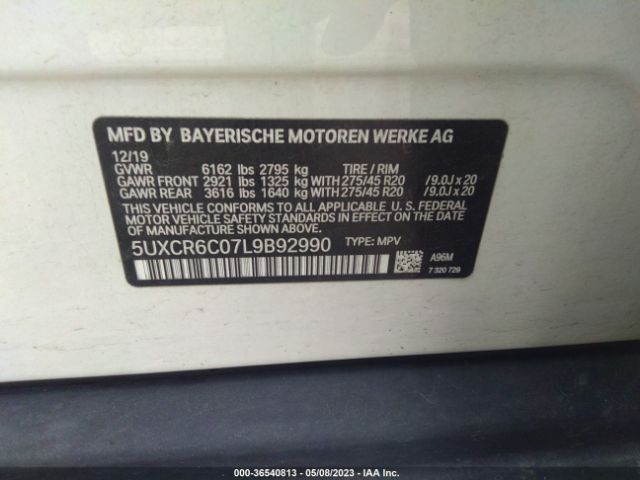 MFD BY BAYERISCHE MOTOREN WERKE AG
12/19
GVWR 6162 lbs 2795 kg TIRE / RIM
GAWR FRONT 2921 lbs 1325 kg WITH 275/45 R20 /9.0J x 20
GAWR REAR 3616 lbs 1640 kg WITH 275/45 R20 /9.0J x 20
THIS VEHICLE CONFORMS TO ALL APPLICABLE U. S. FEDERAL
MOTOR VEHICLE SAFETY STANDARDS IN EFFECT
ON THE DATE OF MANUFACTURE SHOWN ABOVE.
5UXCR6C07L9B92990 TYPE: MPV
A96M
7 320 729
000-36540813 - 05/08/2023 - IAA Inc.